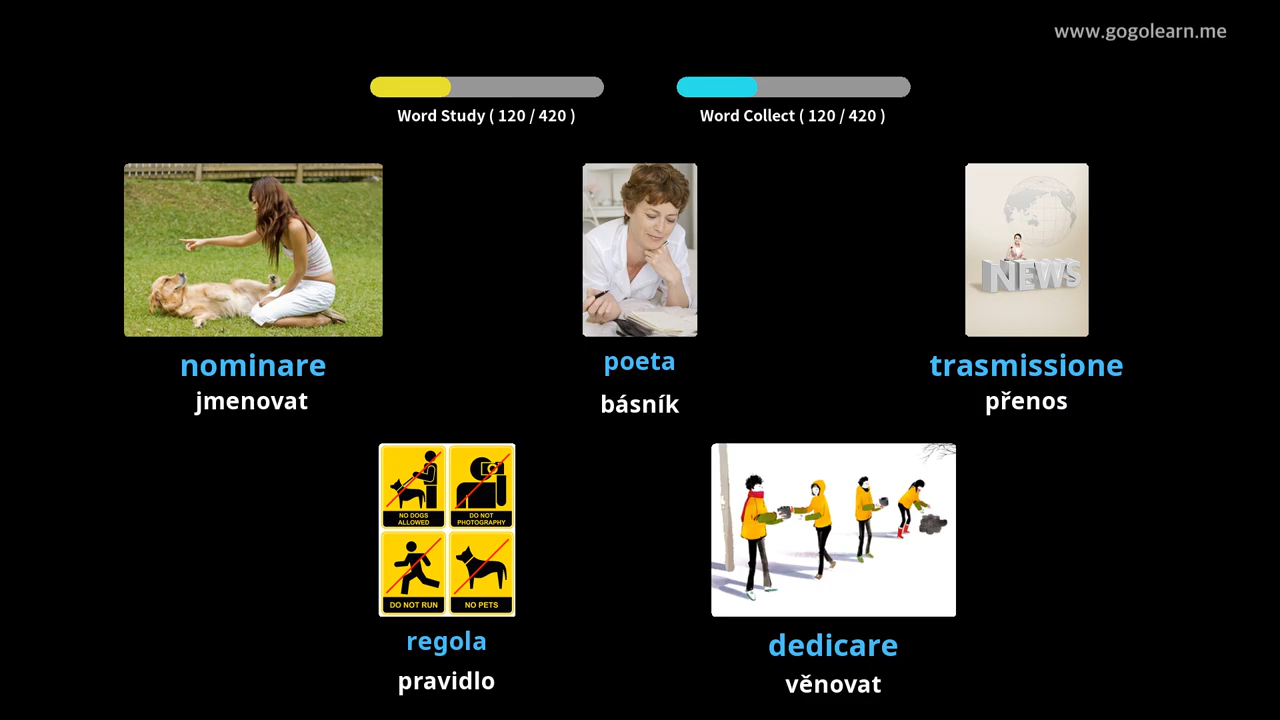 www.gogolearn.me
Word Study ( 120 / 420 )
Word Collect ( 120 / 420 )
NEWS
nominare
jmenovat
poeta
básník
trasmissione
přenos
NO DOGS
ALLOWED
DO NOT
PHOTOGRAPHY
DO NOT RUN
NO PETS
regola
pravidlo
dedicare
věnovat